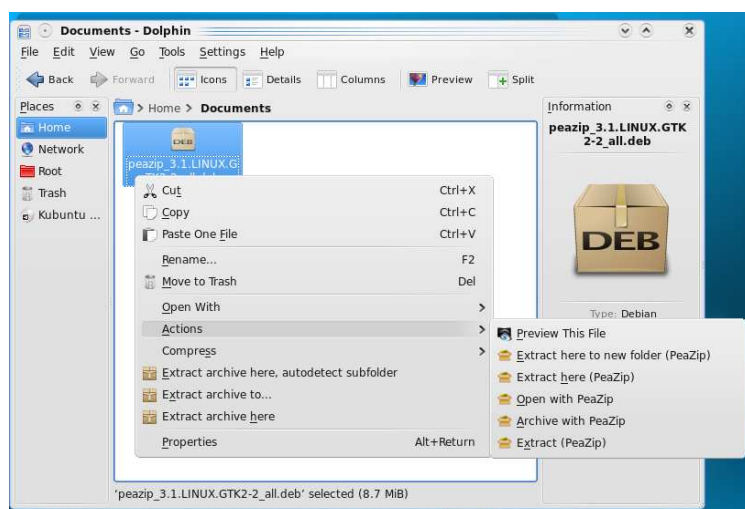 Documents - Dolphin
File Edit View Go Tools Settings Help
Back Forward Icons Details Columns Preview Split
Places
Home
Network
Root
Trash
Kubuntu ...
> Home > Documents
DEB
peazip_3.1.LINUX.G
Cut Ctrl+X
Copy Ctrl+C
Paste One File Ctrl+V
Rename... F2
Move to Trash Del
Open With
Actions
Compress
Extract archive here, autodetect subfolder
Extract archive to...
Extract archive here
Properties Alt+Return
Preview This File
Extract here to new folder (PeaZip)
Extract here (PeaZip)
Open with PeaZip
Archive with PeaZip
Extract (PeaZip)
Information
peazip_3.1.LINUX.GTK
2-2_all.deb
DEB
Type: Debian
'peazip_3.1.LINUX.GTK2-2_all.deb' selected (8.7 MiB)